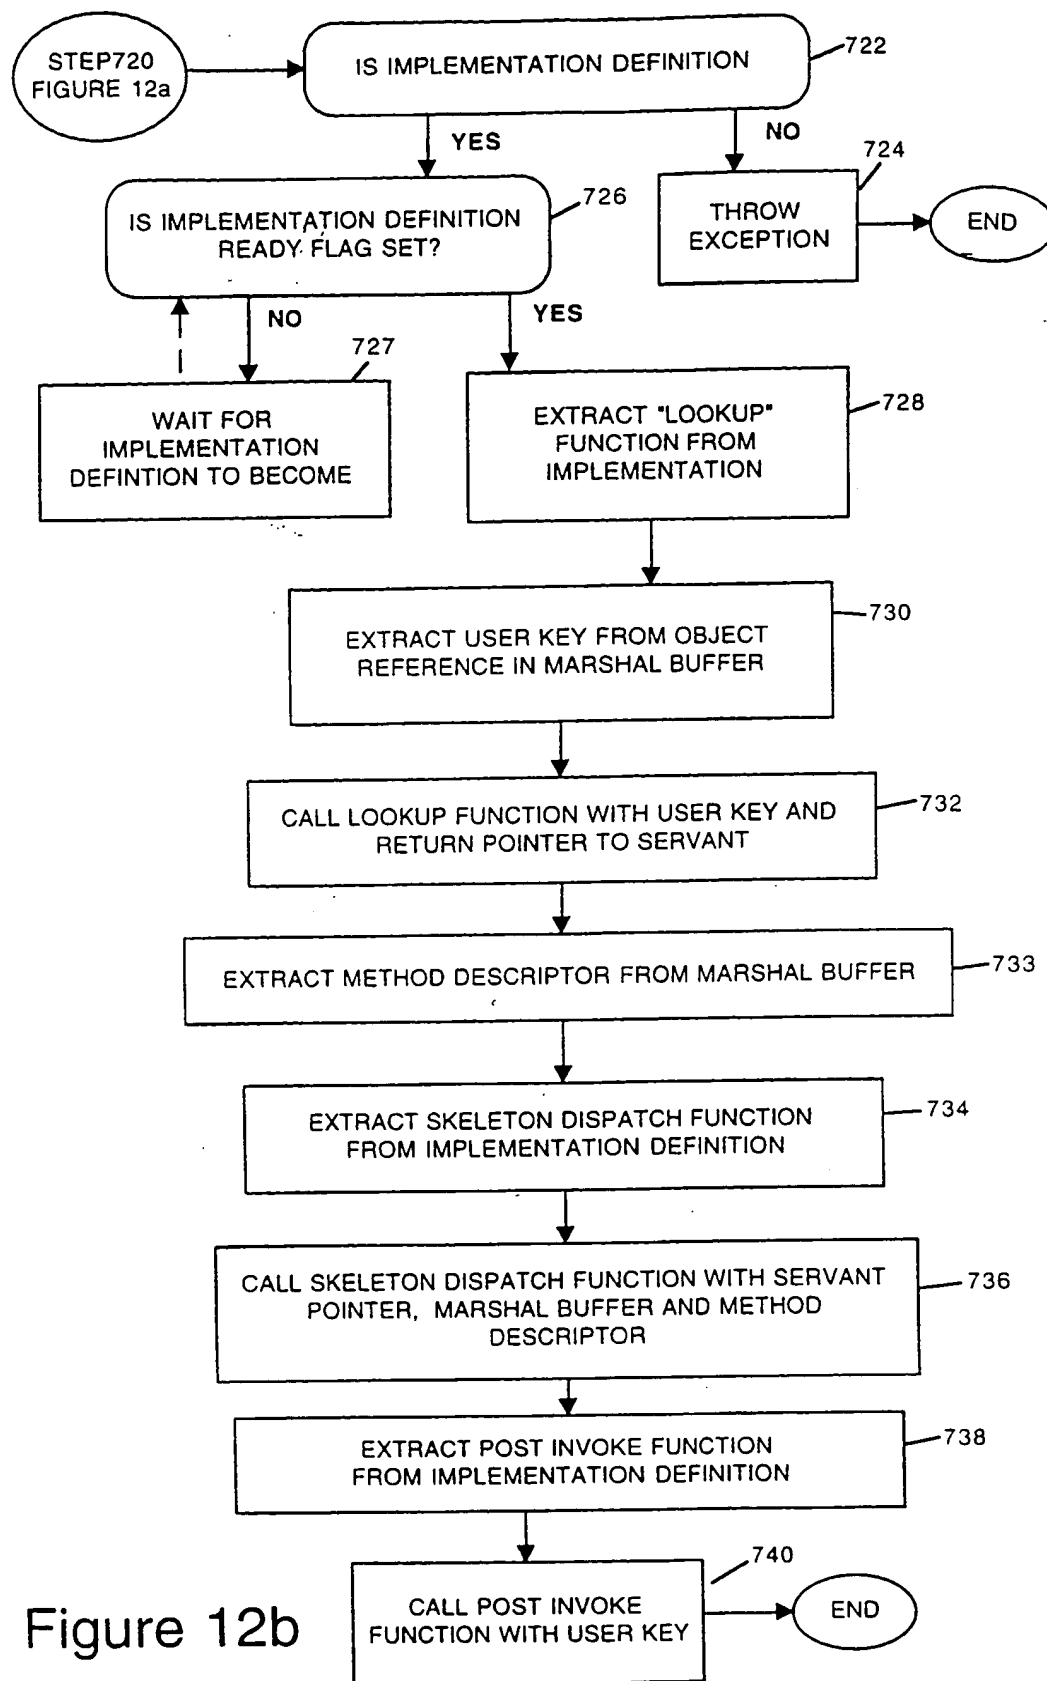 STEP720
FIGURE 12a
IS IMPLEMENTATION DEFINITION
722
YES
NO
724
IS IMPLEMENTATION DEFINITION
READY FLAG SET?
726
THROW
EXCEPTION
END
NO
YES
727
WAIT FOR
IMPLEMENTATION
DEFINTION TO BECOME
EXTRACT "LOOKUP"
FUNCTION FROM
IMPLEMENTATION
728
EXTRACT USER KEY FROM OBJECT
REFERENCE IN MARSHAL BUFFER
730
CALL LOOKUP FUNCTION WITH USER KEY AND
RETURN POINTER TO SERVANT
732
EXTRACT METHOD DESCRIPTOR FROM MARSHAL BUFFER
733
EXTRACT SKELETON DISPATCH FUNCTION
FROM IMPLEMENTATION DEFINITION
734
CALL SKELETON DISPATCH FUNCTION WITH SERVANT
POINTER, MARSHAL BUFFER AND METHOD
DESCRIPTOR
736
EXTRACT POST INVOKE FUNCTION
FROM IMPLEMENTATION DEFINITION
738
740
CALL POST INVOKE
FUNCTION WITH USER KEY
END
Figure 12b